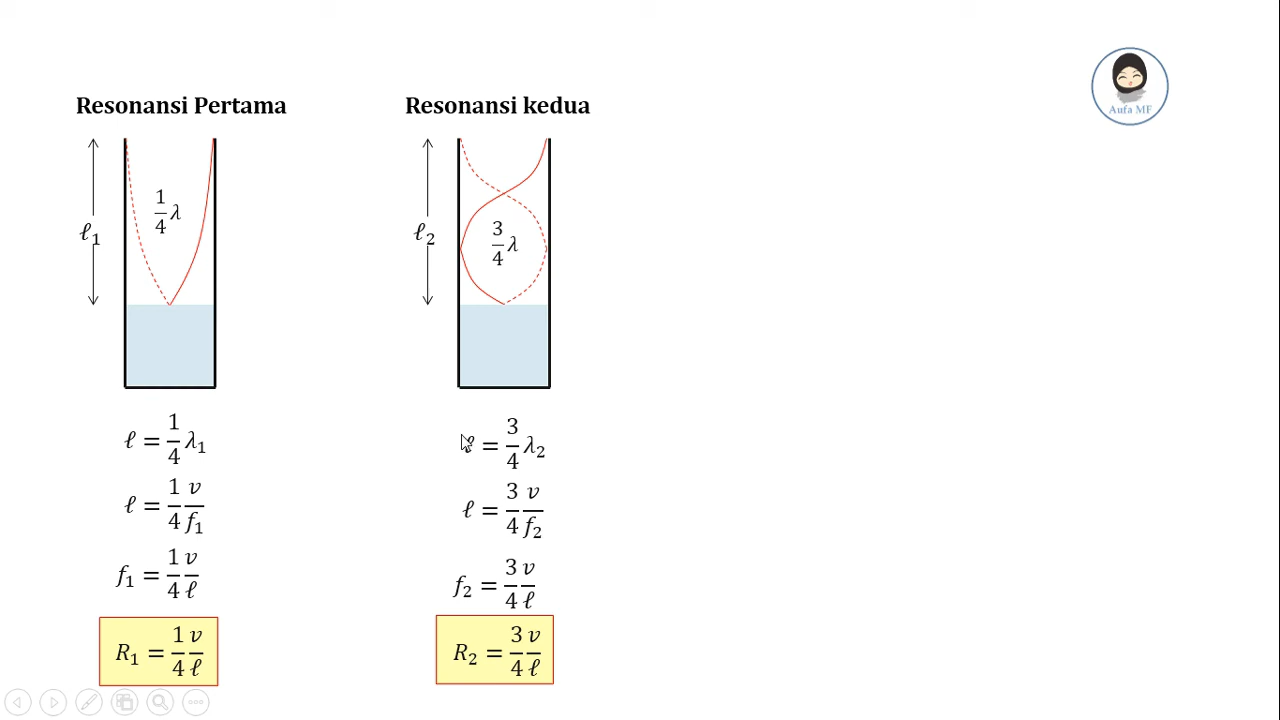 Aufa MF
Resonansi Pertama
ℓ₁
1/4 λ
ℓ = 1/4 λ₁
ℓ = 1/4 v/f₁
f₁ = 1/4 v/ℓ
R₁ = 1/4 v/ℓ
Resonansi kedua
ℓ₂
3/4 λ
ℓ = 3/4 λ₂
ℓ = 3/4 v/f₂
f₂ = 3/4 v/ℓ
R₂ = 3/4 v/ℓ